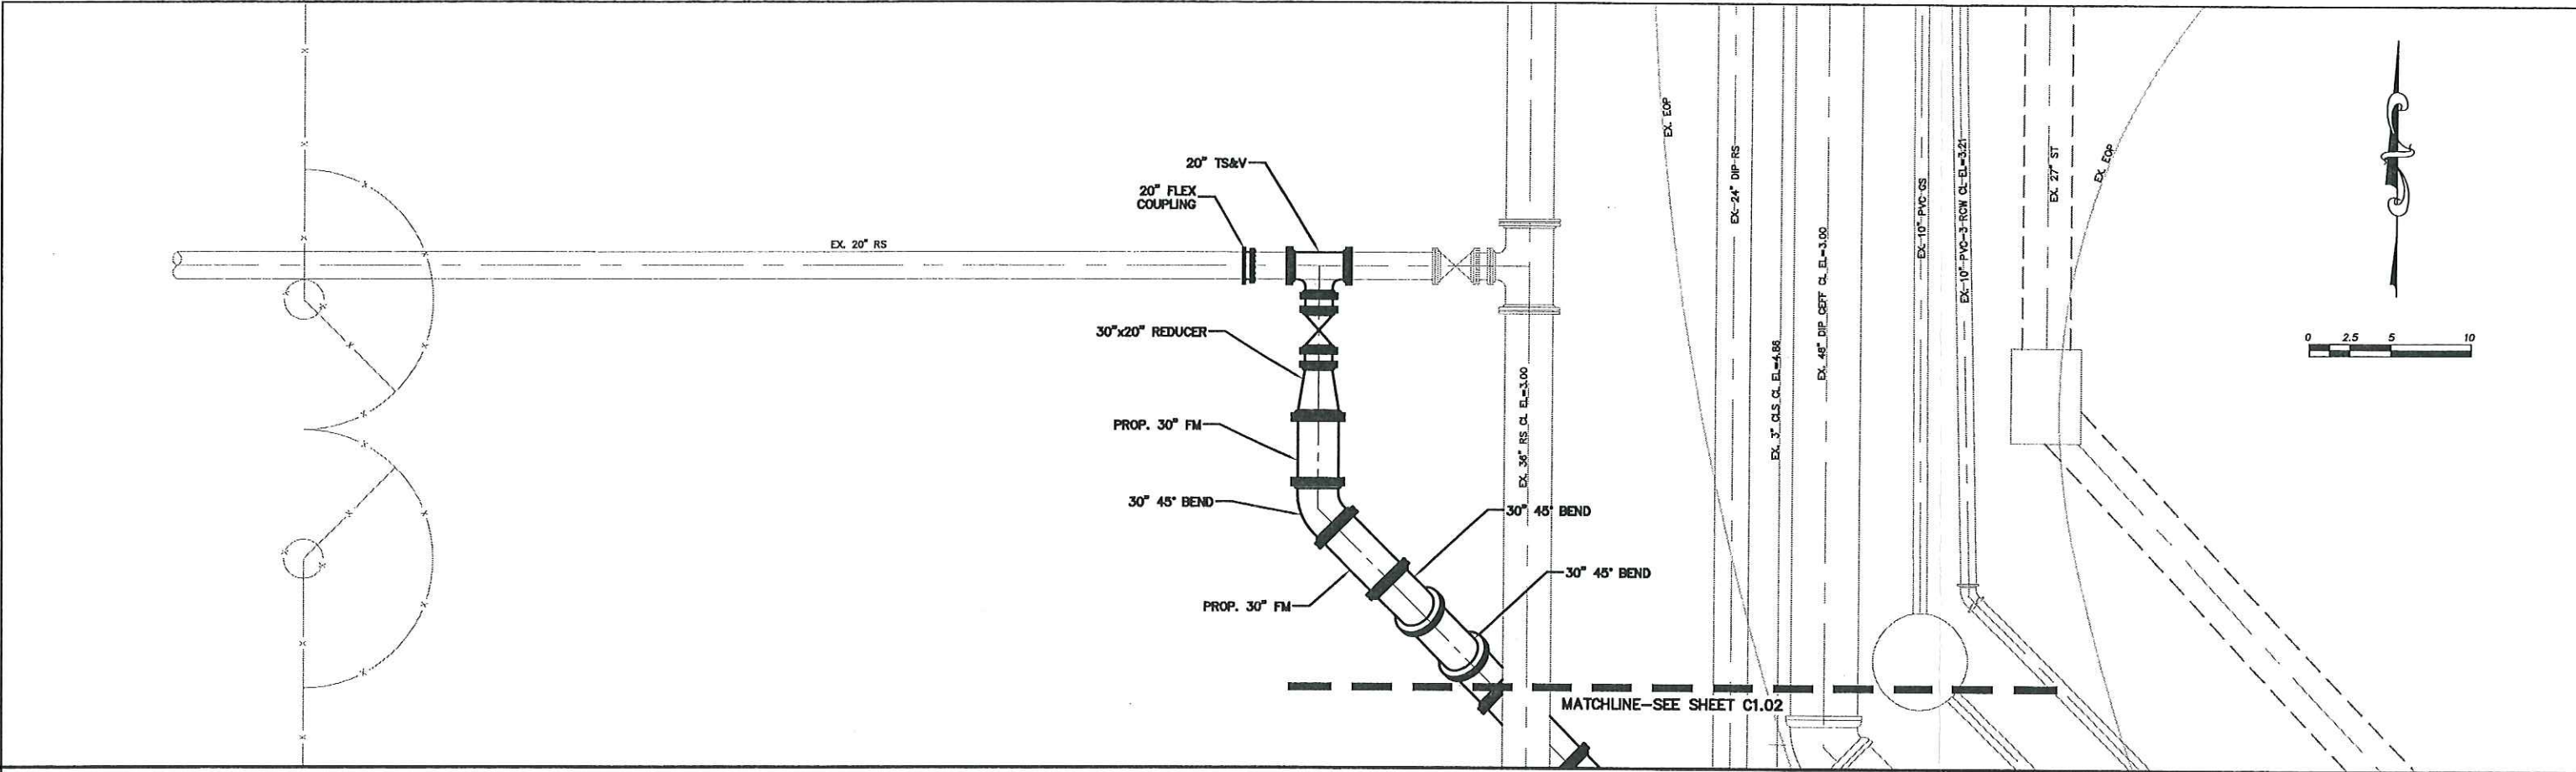 20" TS&V
20" FLEX
COUPLING
EX. 20" RS
30"x20" REDUCER
PROP. 30" FM
30" 45° BEND
30" 45° BEND
30" 45° BEND
PROP. 30" FM
EX. 36" RS CL EL=3.00
EX. EOP
EX. 24" DIP RS
EX. 3" CLS CL EL=4.86
EX. 48" DIP CEFF CL EL=3.00
EX. 10" PVC GS
EX. 10" PVC-3-RCW CL EL=3.21
EX. 27" ST
EX. EOP
0 2.5 5 10
MATCHLINE-SEE SHEET C1.02